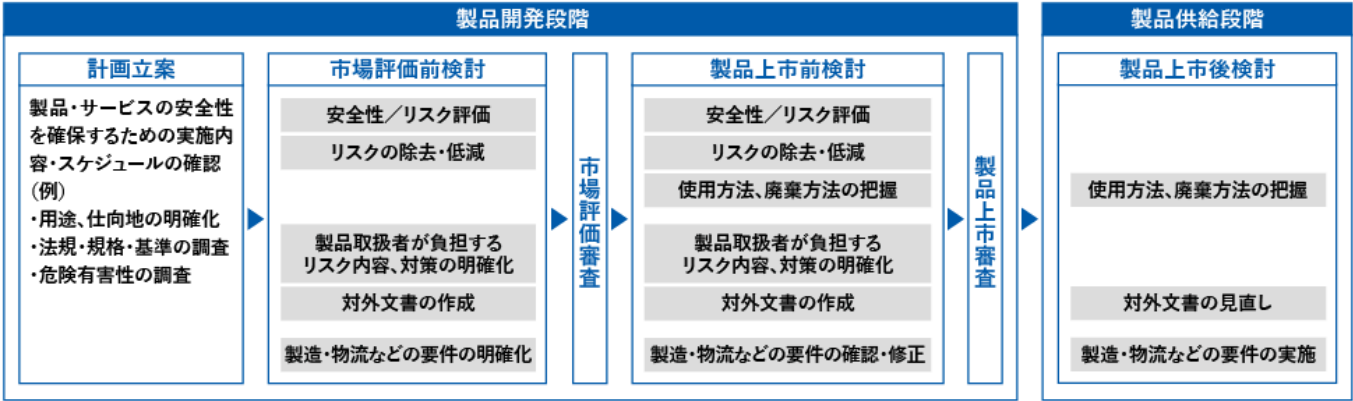 製品開発段階
計画立案
製品・サービスの安全性
を確保するための実施内
容・スケジュールの確認
（例）
・用途、仕向地の明確化
・法規・規格・基準の調査
・危険有害性の調査
市場評価前検討
安全性／リスク評価
リスクの除去・低減
製品取扱者が負担する
リスク内容、対策の明確化
対外文書の作成
製造・物流などの要件の明確化
市場評価審査
製品上市前検討
安全性／リスク評価
リスクの除去・低減
使用方法、廃棄方法の把握
製品取扱者が負担する
リスク内容、対策の明確化
対外文書の作成
製造・物流などの要件の確認・修正
製品上市審査
製品供給段階
製品上市後検討
使用方法、廃棄方法の把握
対外文書の見直し
製造・物流などの要件の実施